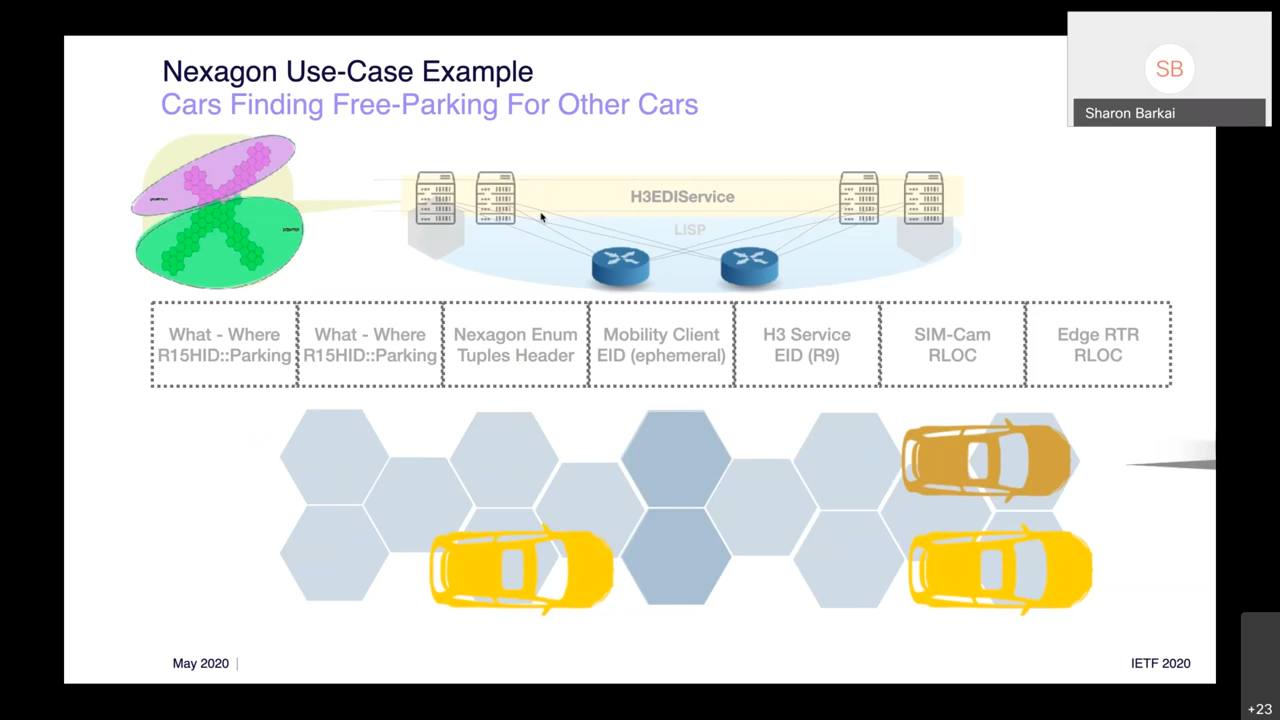 Nexagon Use-Case Example
Cars Finding Free-Parking For Other Cars
SB
Sharon Barkai
H3EDIService
LISP
What - Where
R15HID::Parking
What - Where
R15HID::Parking
Nexagon Enum
Tuples Header
Mobility Client
EID (ephemeral)
H3 Service
EID (R9)
SIM-Cam
RLOC
Edge RTR
RLOC
May 2020 |
IETF 2020
+23